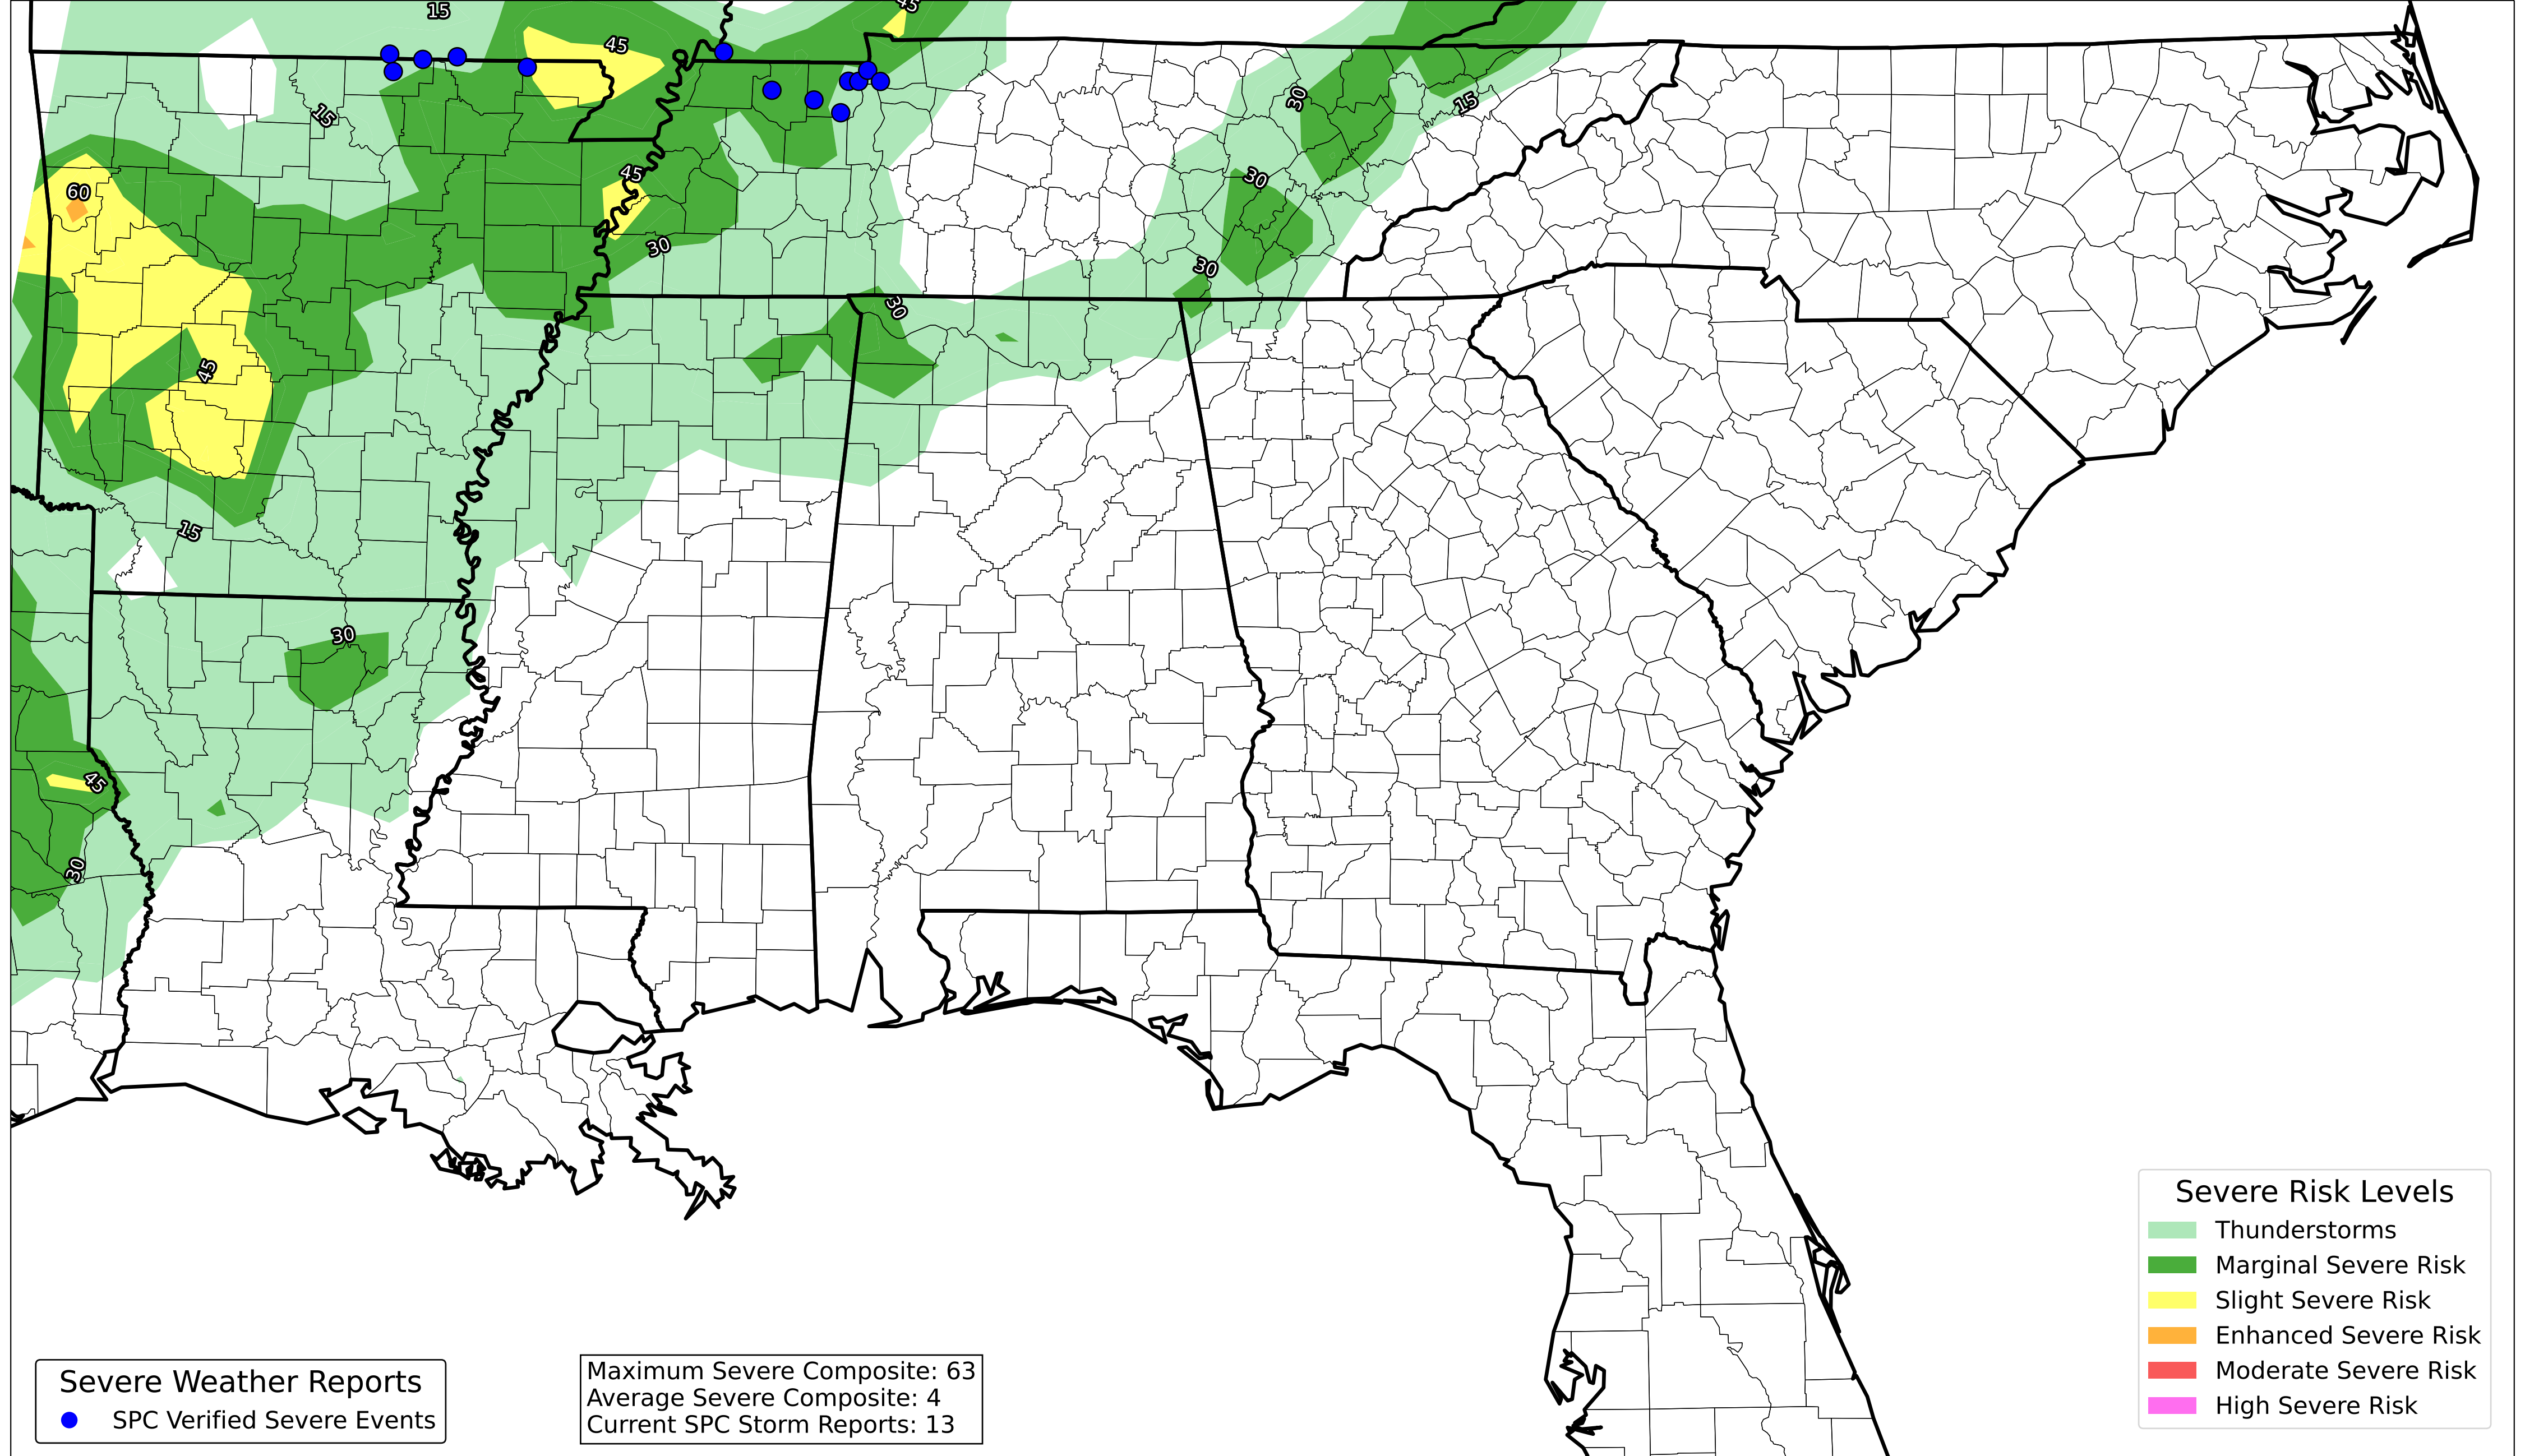 15
45
45
15
30
15
60
45
30
30
30
30
45
15
30
45
30
Severe Weather Reports
SPC Verified Severe Events
Maximum Severe Composite: 63
Average Severe Composite: 4
Current SPC Storm Reports: 13
Severe Risk Levels
Thunderstorms
Marginal Severe Risk
Slight Severe Risk
Enhanced Severe Risk
Moderate Severe Risk
High Severe Risk